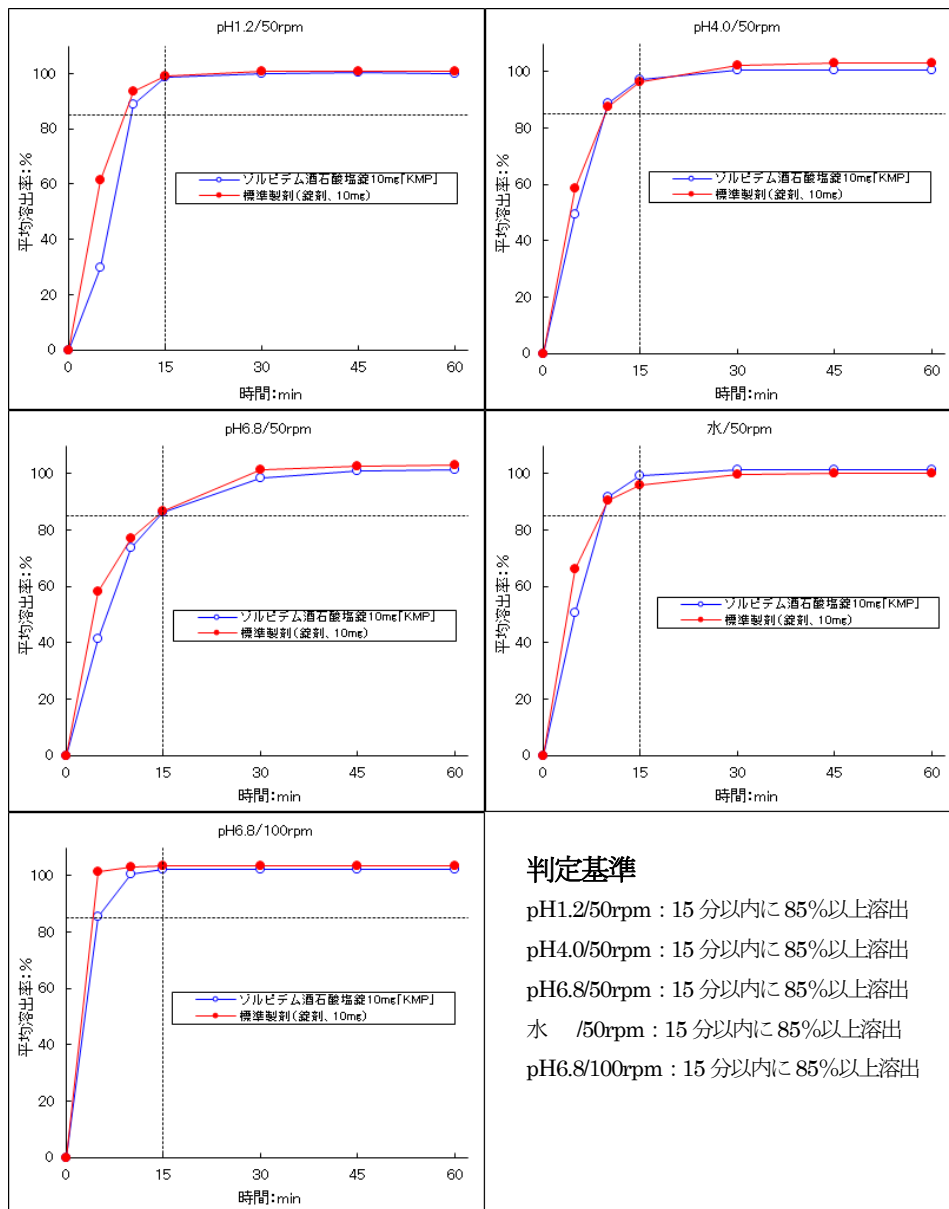 pH1.2/50rpm
平均溶出率:%
100
80
60
40
20
0
ゾルピデム酒石酸塩錠10mg「KMP」
標準製剤(錠剤、10mg)
0 15 30 45 60
時間:min
pH4.0/50rpm
平均溶出率:%
100
80
60
40
20
0
ゾルピデム酒石酸塩錠10mg「KMP」
標準製剤(錠剤、10mg)
0 15 30 45 60
時間:min
pH6.8/50rpm
平均溶出率:%
100
80
60
40
20
0
ゾルピデム酒石酸塩錠10mg「KMP」
標準製剤(錠剤、10mg)
0 15 30 45 60
時間:min
水/50rpm
平均溶出率:%
100
80
60
40
20
0
ゾルピデム酒石酸塩錠10mg「KMP」
標準製剤(錠剤、10mg)
0 15 30 45 60
時間:min
pH6.8/100rpm
平均溶出率:%
100
80
60
40
20
0
ゾルピデム酒石酸塩錠10mg「KMP」
標準製剤(錠剤、10mg)
0 15 30 45 60
時間:min
判定基準
pH1.2/50rpm：15分以内に85%以上溶出
pH4.0/50rpm：15分以内に85%以上溶出
pH6.8/50rpm：15分以内に85%以上溶出
水 /50rpm：15分以内に85%以上溶出
pH6.8/100rpm：15分以内に85%以上溶出